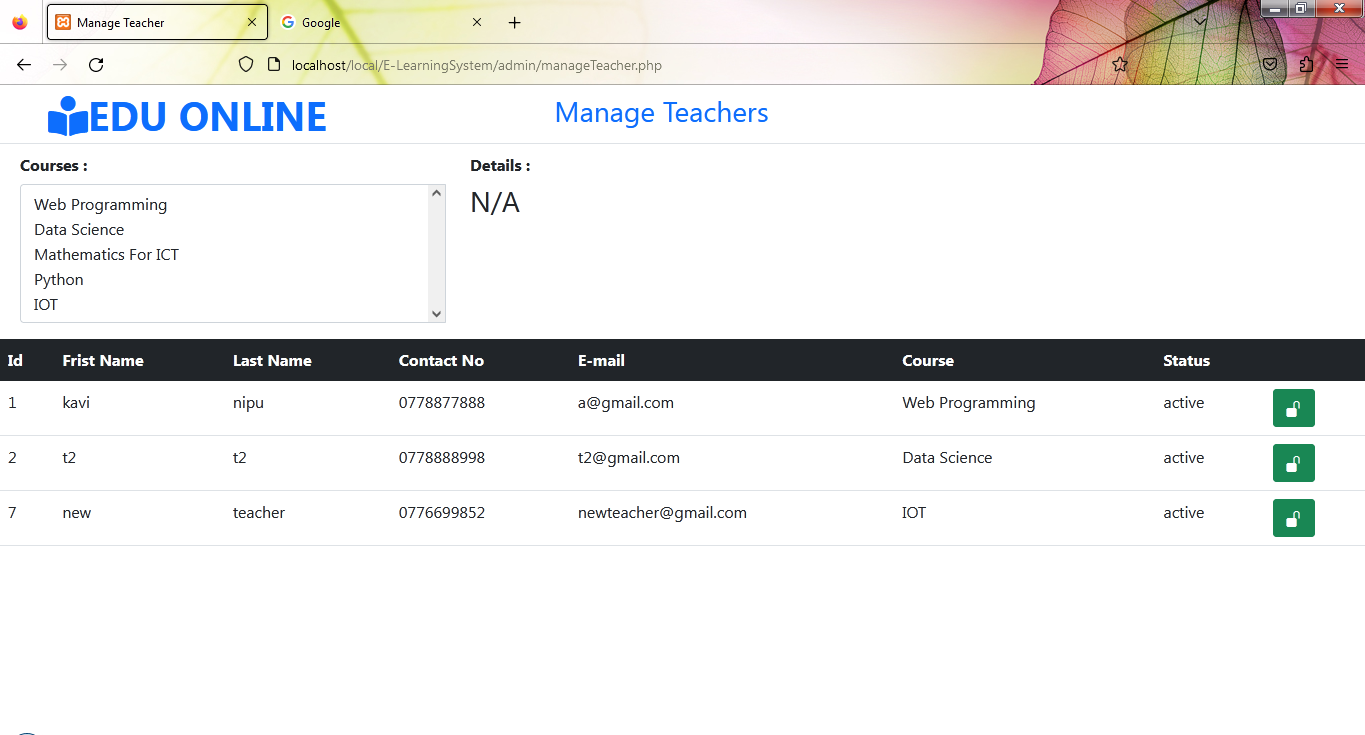 Manage Teacher
Google
localhost/local/E-LearningSystem/admin/manageTeacher.php
EDU ONLINE
Manage Teachers
Courses :
Web Programming
Data Science
Mathematics For ICT
Python
IOT
Details :
N/A
Id Frist Name Last Name Contact No E-mail Course Status
1 kavi nipu 0778877888 a@gmail.com Web Programming active
2 t2 t2 0778888998 t2@gmail.com Data Science active
7 new teacher 0776699852 newteacher@gmail.com IOT active